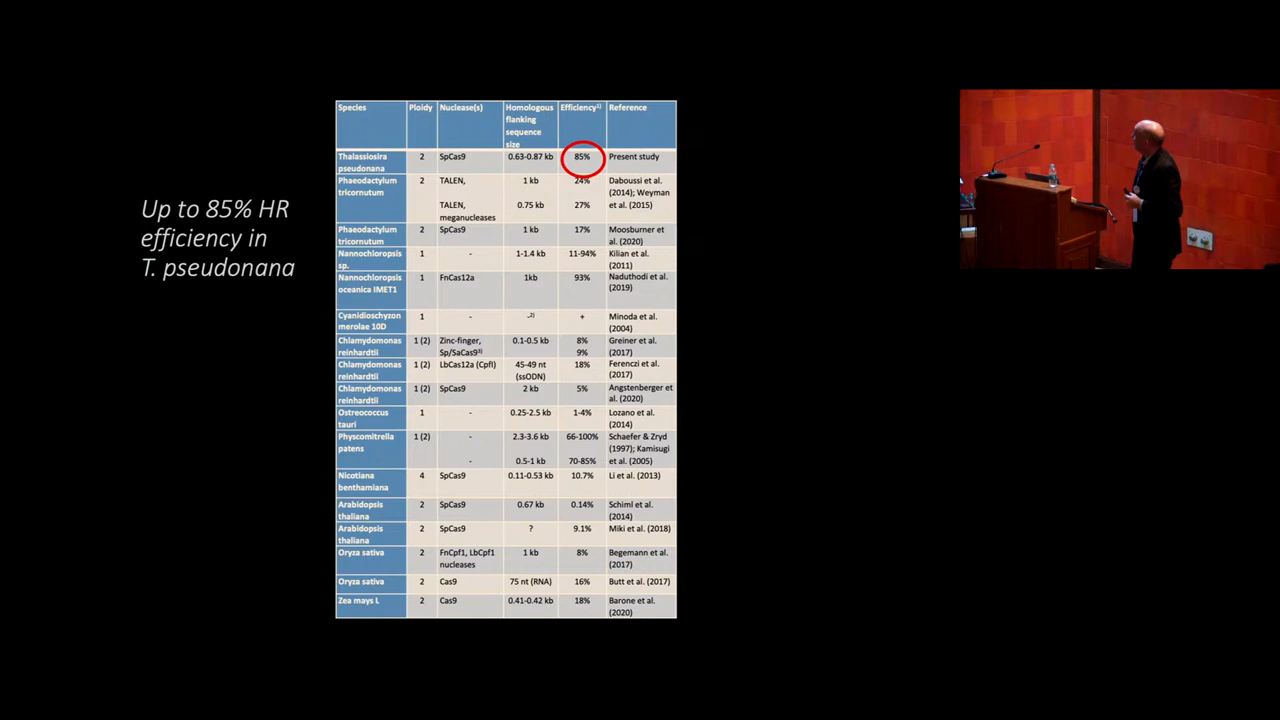 Up to 85% HR
efficiency in
T. pseudonana
Species Ploidy Nuclease(s) Homologous flanking sequence size Efficiency¹⁾ Reference
Thalassiosira pseudonana 2 SpCas9 0.63-0.87 kb 85% Present study
Phaeodactylum tricornutum 2 TALEN, 1 kb 24% Daboussi et al. (2014); Weyman et al. (2015)
TALEN, meganucleases 0.75 kb 27%
Phaeodactylum tricornutum 2 SpCas9 1 kb 17% Moosburner et al. (2020)
Nannochloropsis sp. 1 - 1-1.4 kb 11-94% Kilian et al. (2011)
Nannochloropsis oceanica IMET1 1 FnCas12a 1kb 93% Naduthodi et al. (2019)
Cyanidioschyzon merolae 10D 1 - -²⁾ + Minoda et al. (2004)
Chlamydomonas reinhardtii 1 (2) Zinc-finger, Sp/SaCas9³⁾ 0.1-0.5 kb 8% 9% Greiner et al. (2017)
Chlamydomonas reinhardtii 1 (2) LbCas12a (CpfI) 45-49 nt (ssODN) 18% Ferenczi et al. (2017)
Chlamydomonas reinhardtii 1 (2) SpCas9 2 kb 5% Angstenberger et al. (2020)
Ostreococcus tauri 1 - 0.25-2.5 kb 1-4% Lozano et al. (2014)
Physcomitrella patens 1 (2) - 2.3-3.6 kb 66-100% Schaefer & Zryd (1997); Kamisugi et al. (2005)
- 0.5-1 kb 70-85%
Nicotiana benthamiana 4 SpCas9 0.11-0.53 kb 10.7% Li et al. (2013)
Arabidopsis thaliana 2 SpCas9 0.67 kb 0.14% Schiml et al. (2014)
Arabidopsis thaliana 2 SpCas9 ? 9.1% Miki et al. (2018)
Oryza sativa 2 FnCpf1, LbCpf1 nucleases 1 kb 8% Begemann et al. (2017)
Oryza sativa 2 Cas9 75 nt (RNA) 16% Butt et al. (2017)
Zea mays L 2 Cas9 0.41-0.42 kb 18% Barone et al. (2020)